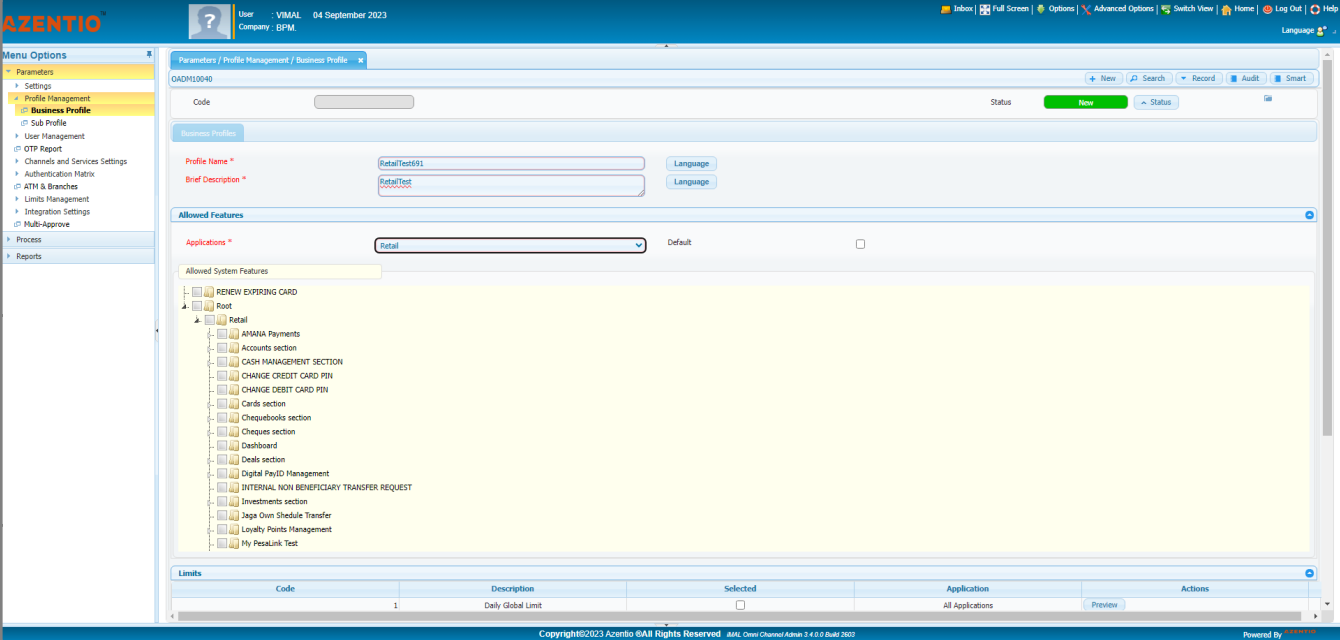 AZENTIO™
User : VIMAL 04 September 2023
Company : BPM.
Inbox | Full Screen | Options | Advanced Options | Switch View | Home | Log Out | Help
Language
Menu Options
Parameters
Settings
Profile Management
Business Profile
Sub Profile
User Management
OTP Report
Channels and Services Settings
Authentication Matrix
ATM & Branches
Limits Management
Integration Settings
Multi-Approve
Process
Reports
Parameters / Profile Management / Business Profile
OADM10040
New Search Record Audit Smart
Code Status New Status
Business Profiles
Profile Name * RetailTest691 Language
Brief Description * RetailTest Language
Allowed Features
Applications * Retail Default
Allowed System Features
RENEW EXPIRING CARD
Root
Retail
AMANA Payments
Accounts section
CASH MANAGEMENT SECTION
CHANGE CREDIT CARD PIN
CHANGE DEBIT CARD PIN
Cards section
Chequebooks section
Cheques section
Dashboard
Deals section
Digital PayID Management
INTERNAL NON BENEFICIARY TRANSFER REQUEST
Investments section
Jaga Own Shedule Transfer
Loyalty Points Management
My PesaLink Test
Limits
Code Description Selected Application Actions
1 Daily Global Limit All Applications Preview
Copyright©2023 Azentio ®All Rights Reserved IMAL Omni Channel Admin 3.4.0.0 Build 2603
Powered By AZENTIO